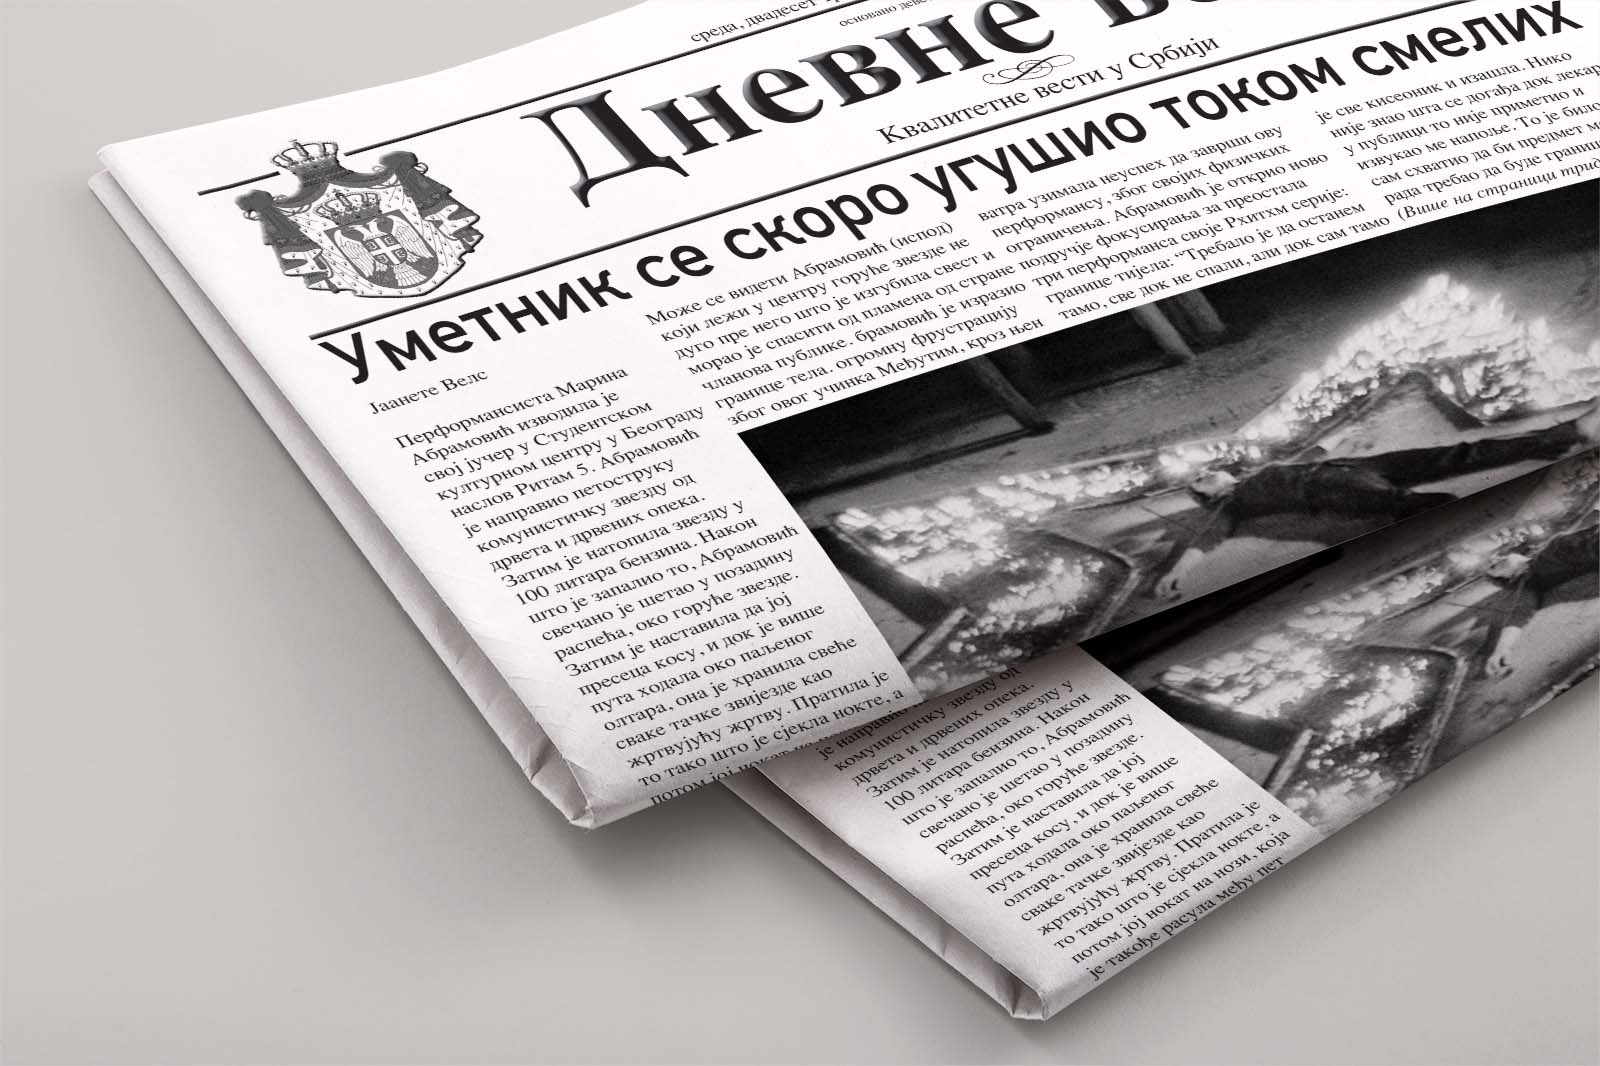 среда, двадесет
основано
Дневне
Квалитетне вести у Србији
Уметник се скоро угушио током смелих
Јаанете Велс
Перформансиста Марина
Абрамовић изводила је
свој јучер у Студентском
културном центру у Београду
наслов Ритам 5. Абрамовић
је направио петоструку
комунистичку звезду од
дрвета и дрвених опека.
Затим је натопила звезду у
100 литара бензина. Након
што је запалио то, Абрамовић
свечано је шетао у позадину
распећа, око горуће звезде.
Затим је наставила да јој
пресеца косу, и док је више
пута ходала око паљеног
олтара, она је хранила свеће
сваке тачке звијезде као
жртвујућу жртву. Пратила је
то тако што је сјекла нокте, а
потом јој нокат на
Може се видети Абрамовић (испод)
који лежи у центру горуће звезде не
дуго пре него што је изгубила свест и
морао је спасити од пламена од стране
чланова публике. брамовић је изразио
границе тела. огромну фрустрацију
због овог учинка Међутим, кроз њен
ватра узимала неуспех да заврши ову
перформансу, због својих физичких
ограничења. Абрамовић је открио ново
подручје фокусирања за преостала
три перформанса своје Рхитхм серије:
границе тијела: “Требало је да останем
тамо, све док не спали, али док сам тамо
је све кисеоник и изашла. Нико
није знао шта се догађа док лекар
у публици то није приметио и
извукао ме напоље. То је било
сам схватио да би предмет
рада требао да буде
(Више на страници
је направио
комунистичку звезду од
дрвета и дрвених опека.
Затим је натопила звезду у
100 литара бензина. Након
што је запалио то, Абрамовић
свечано је шетао у позадину
распећа, око горуће звезде.
Затим је наставила да јој
пресеца косу, и док је више
пута ходала око паљеног
олтара, она је хранила свеће
сваке тачке звијезде као
жртвујућу жртву. Пратила је
то тако што је сјекла нокте, а
потом јој нокат на нози, која
је такође расула међу пет